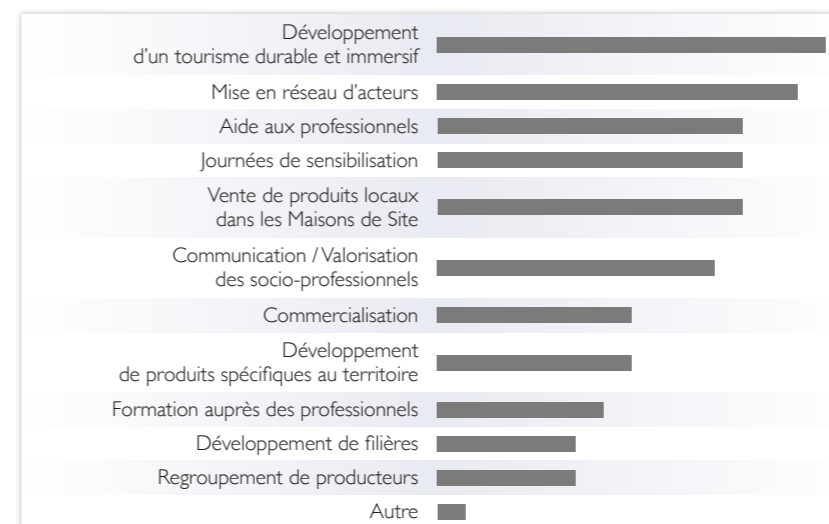 Développement
d’un tourisme durable et immersif
Mise en réseau d’acteurs
Aide aux professionnels
Journées de sensibilisation
Vente de produits locaux
dans les Maisons de Site
Communication / Valorisation
des socio-professionnels
Commercialisation
Développement
de produits spécifiques au territoire
Formation auprès des professionnels
Développement de filières
Regroupement de producteurs
Autre